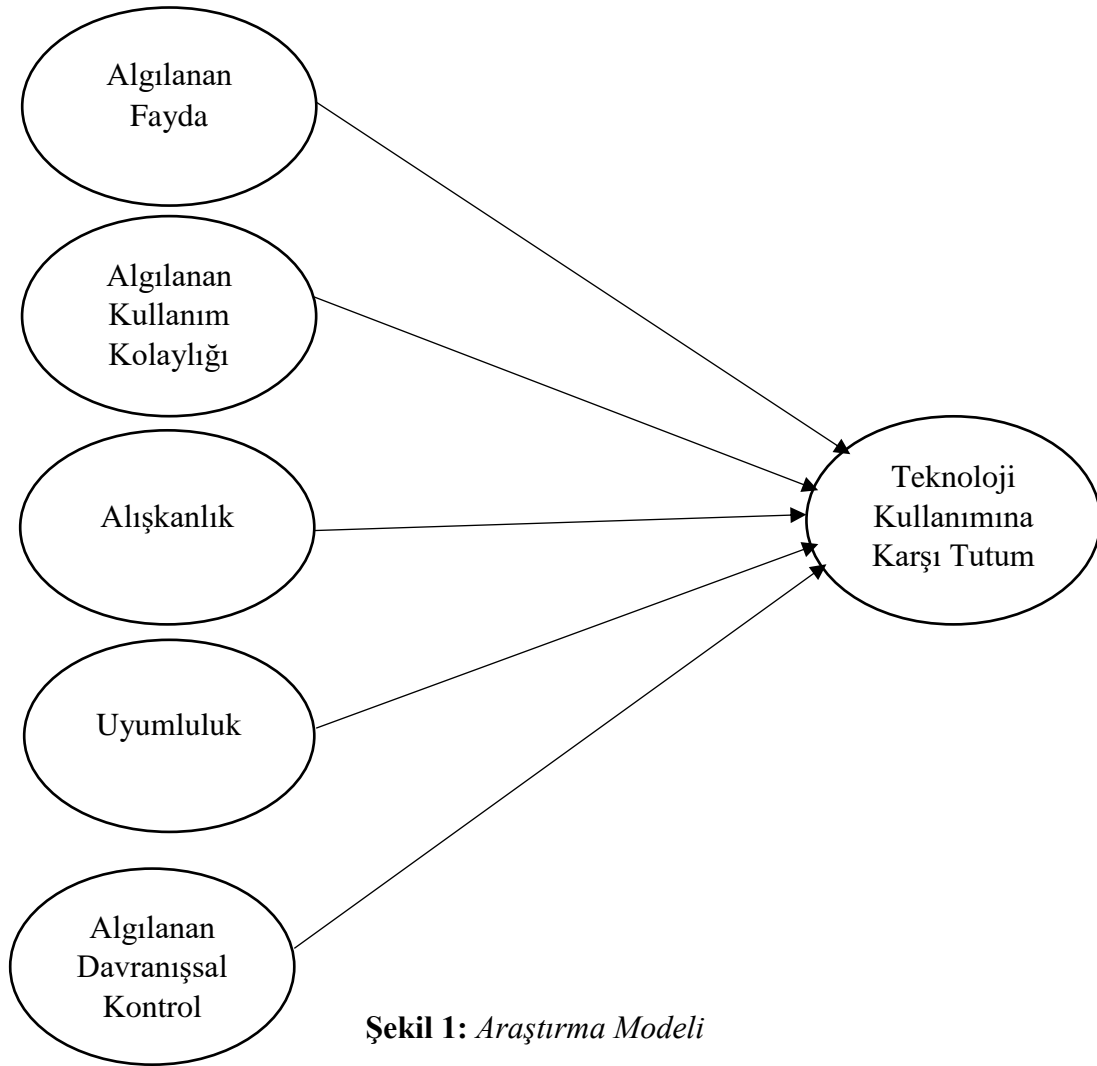 Algılanan
Fayda
Algılanan
Kullanım
Kolaylığı
Alışkanlık
Uyumluluk
Algılanan
Davranışsal
Kontrol
Teknoloji
Kullanımına
Karşı Tutum
Şekil 1: Araştırma Modeli